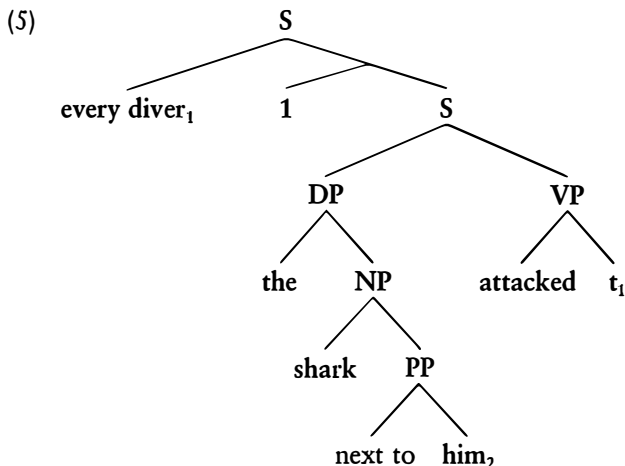 (5) S
every diver₁ 1 S
DP VP
the NP attacked t₁
shark PP
next to him₂